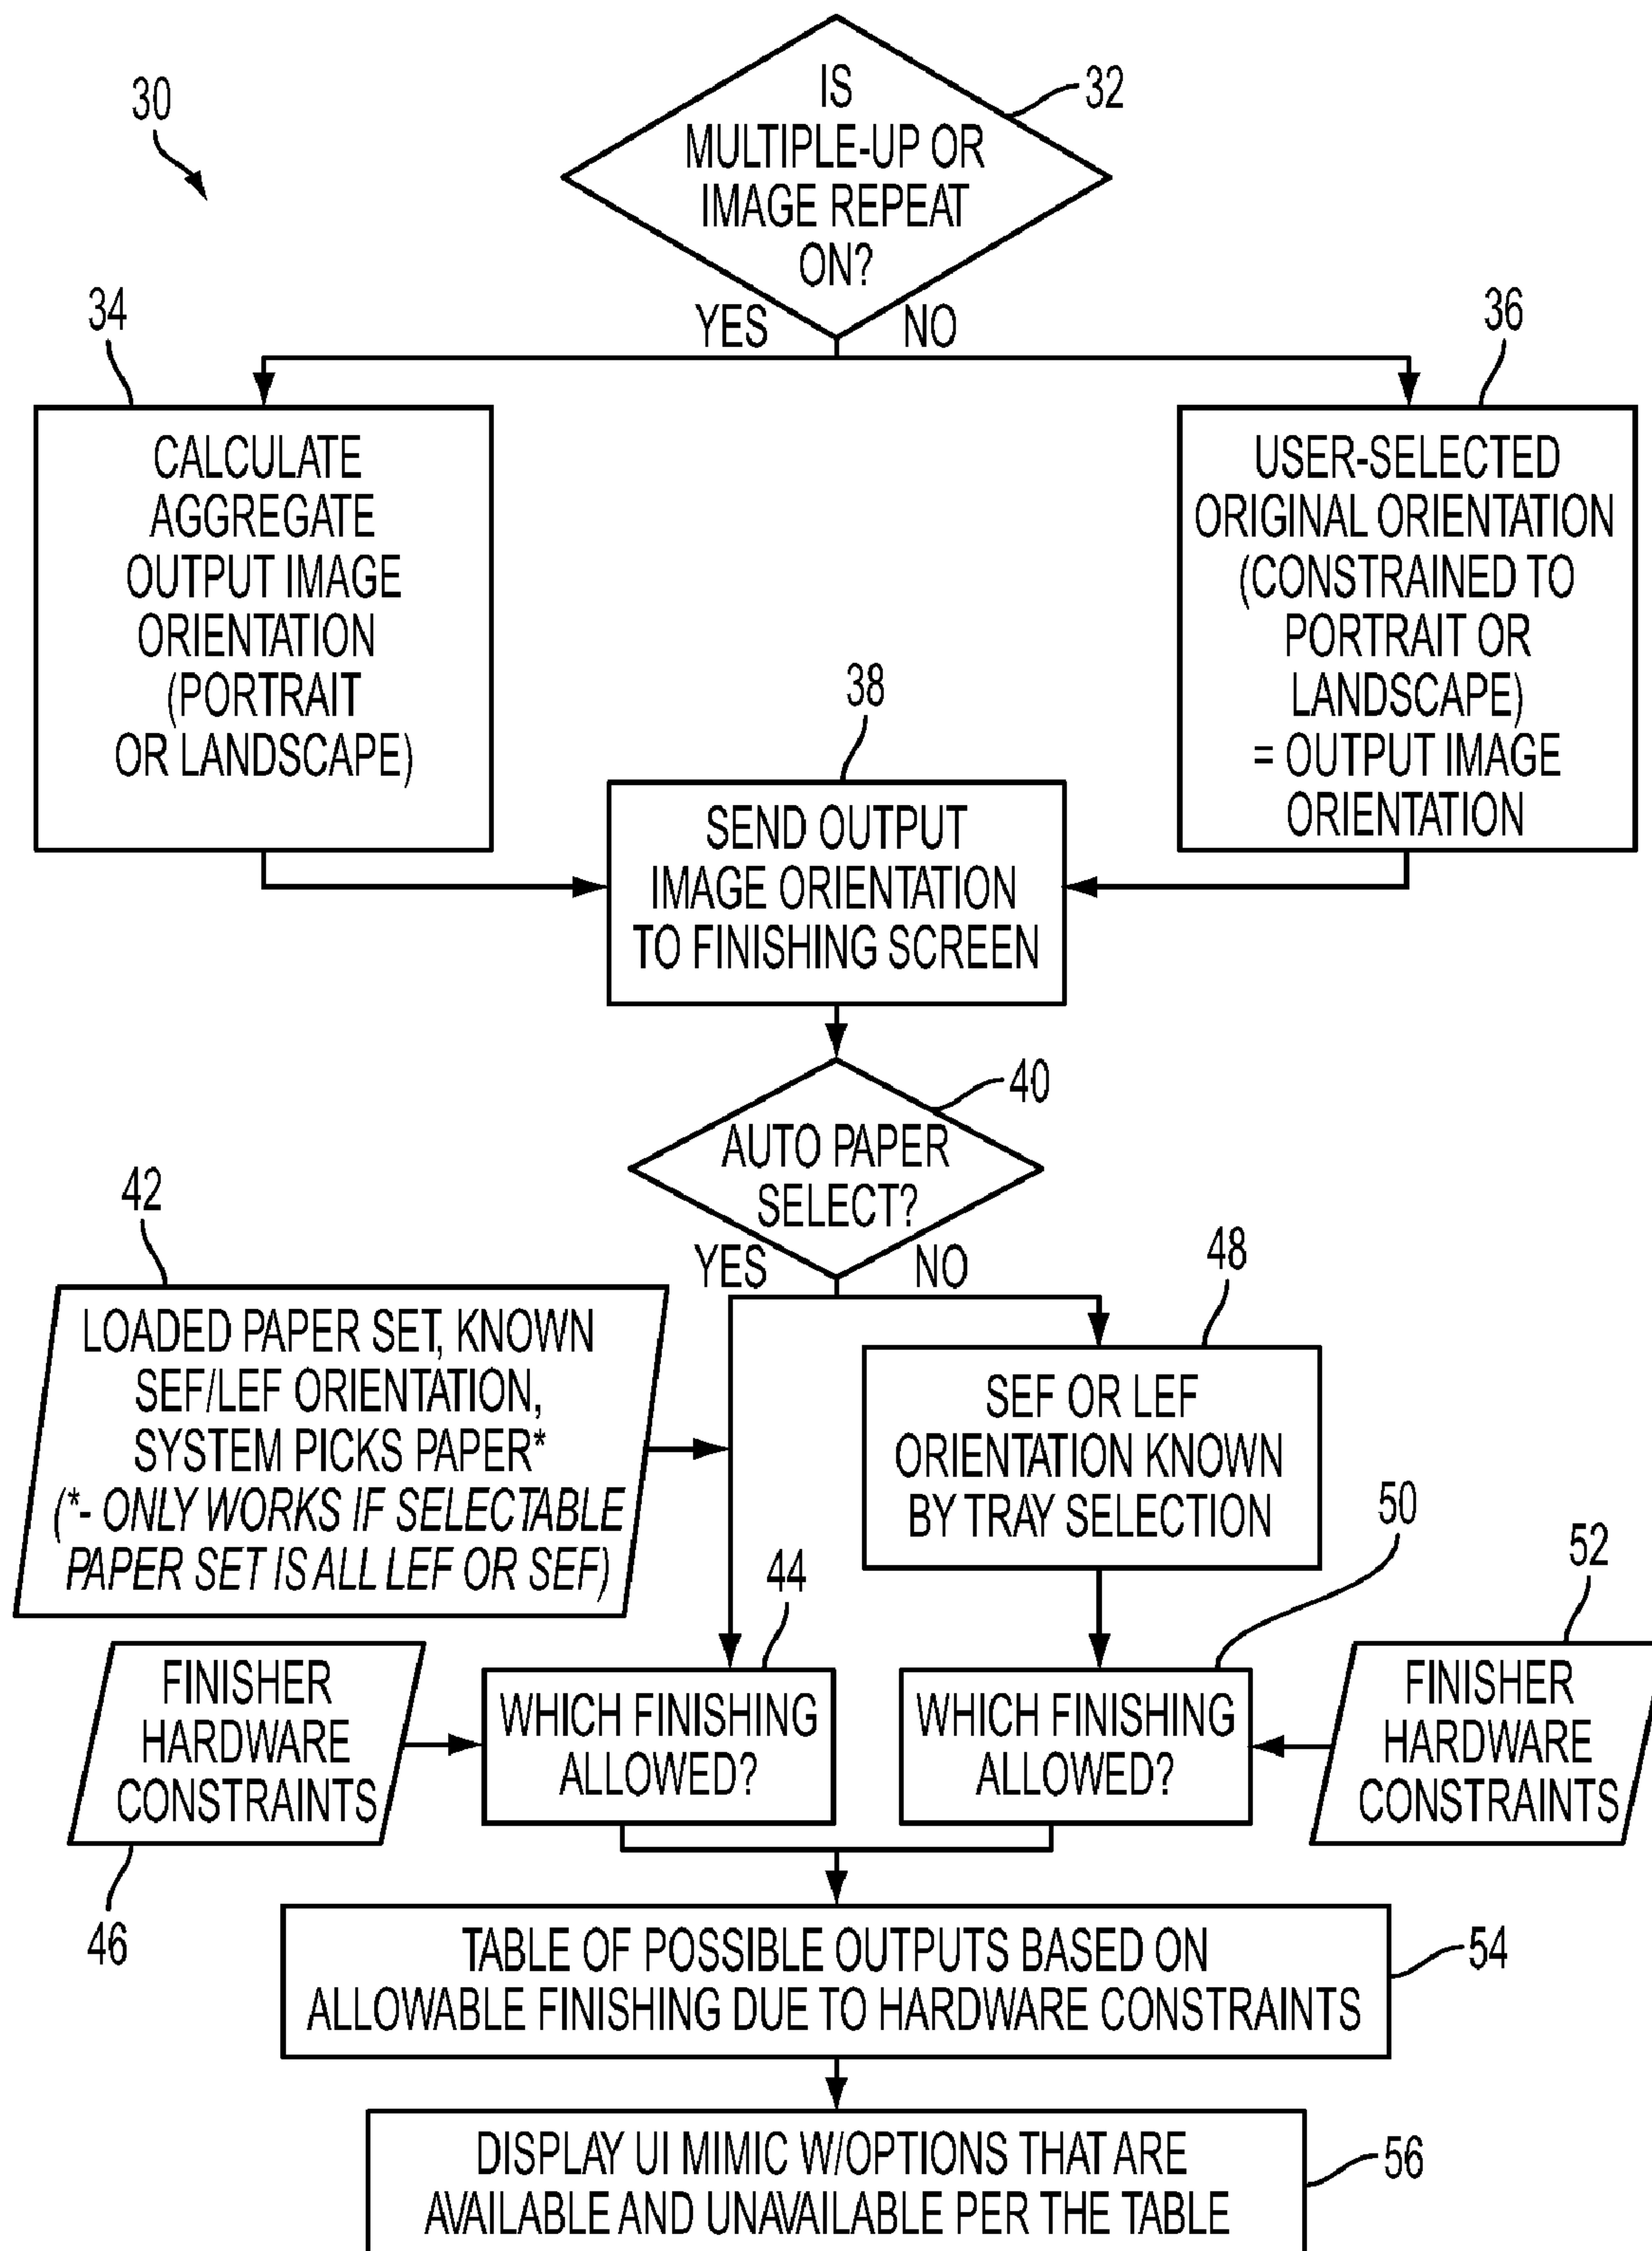 30
IS
MULTIPLE-UP OR
IMAGE REPEAT
ON?
32
YES
NO
34
CALCULATE
AGGREGATE
OUTPUT IMAGE
ORIENTATION
(PORTRAIT
OR LANDSCAPE)
36
USER-SELECTED
ORIGINAL ORIENTATION
(CONSTRAINED TO
PORTRAIT OR
LANDSCAPE)
= OUTPUT IMAGE
ORIENTATION
38
SEND OUTPUT
IMAGE ORIENTATION
TO FINISHING SCREEN
40
AUTO PAPER
SELECT?
YES
NO
42
LOADED PAPER SET, KNOWN
SEF/LEF ORIENTATION,
SYSTEM PICKS PAPER*
(*- ONLY WORKS IF SELECTABLE
PAPER SET IS ALL LEF OR SEF)
48
SEF OR LEF
ORIENTATION KNOWN
BY TRAY SELECTION
44
WHICH FINISHING
ALLOWED?
50
WHICH FINISHING
ALLOWED?
FINISHER
HARDWARE
CONSTRAINTS
46
52
FINISHER
HARDWARE
CONSTRAINTS
TABLE OF POSSIBLE OUTPUTS BASED ON
ALLOWABLE FINISHING DUE TO HARDWARE CONSTRAINTS
54
DISPLAY UI MIMIC W/OPTIONS THAT ARE
AVAILABLE AND UNAVAILABLE PER THE TABLE
56